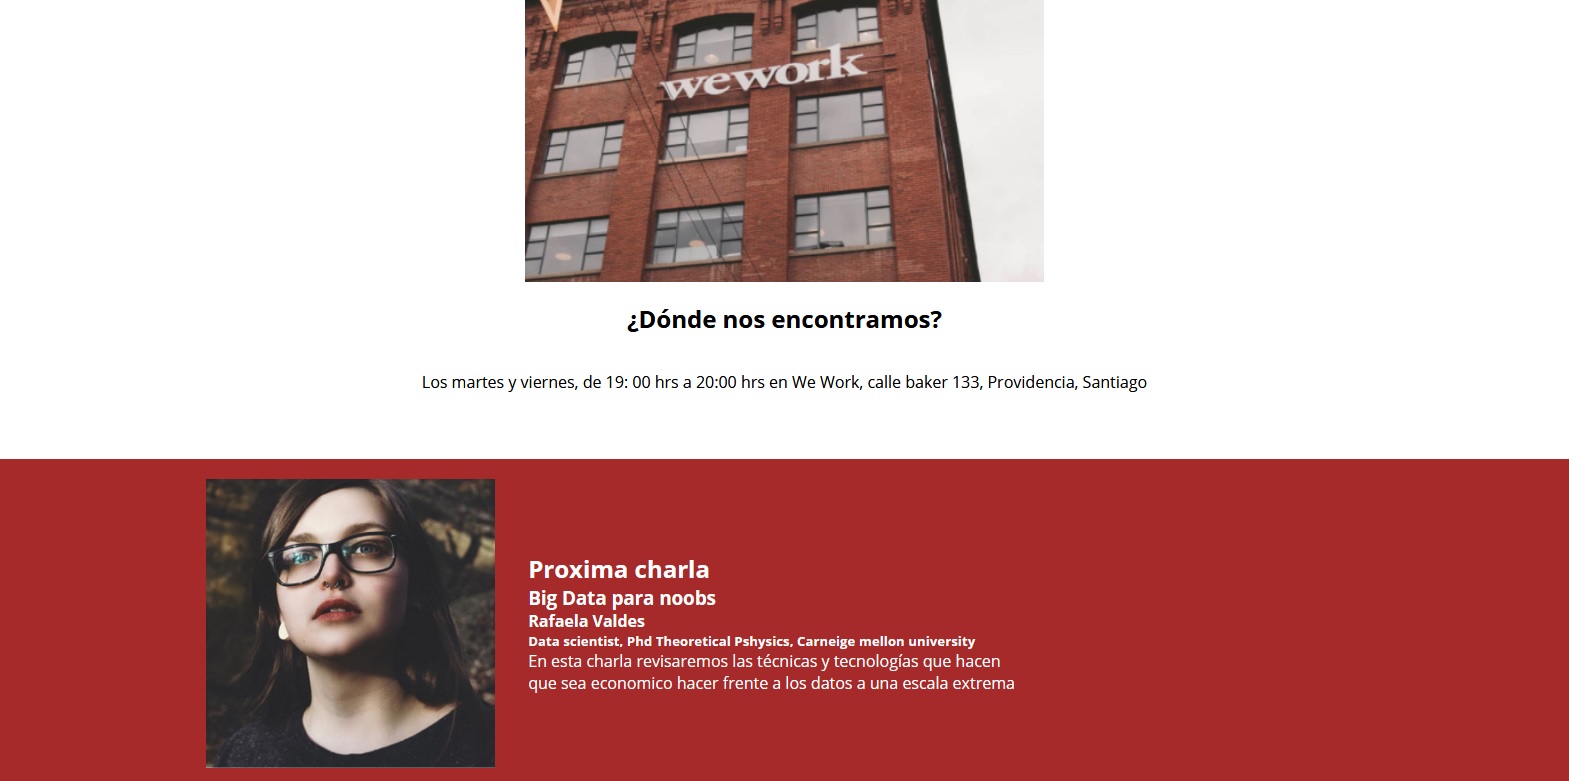 wework
¿Dónde nos encontramos?
Los martes y viernes, de 19: 00 hrs a 20:00 hrs en We Work, calle baker 133, Providencia, Santiago
Proxima charla
Big Data para noobs
Rafaela Valdes
Data scientist, Phd Theoretical Pshysics, Carneige mellon university
En esta charla revisaremos las técnicas y tecnologías que hacen
que sea economico hacer frente a los datos a una escala extrema